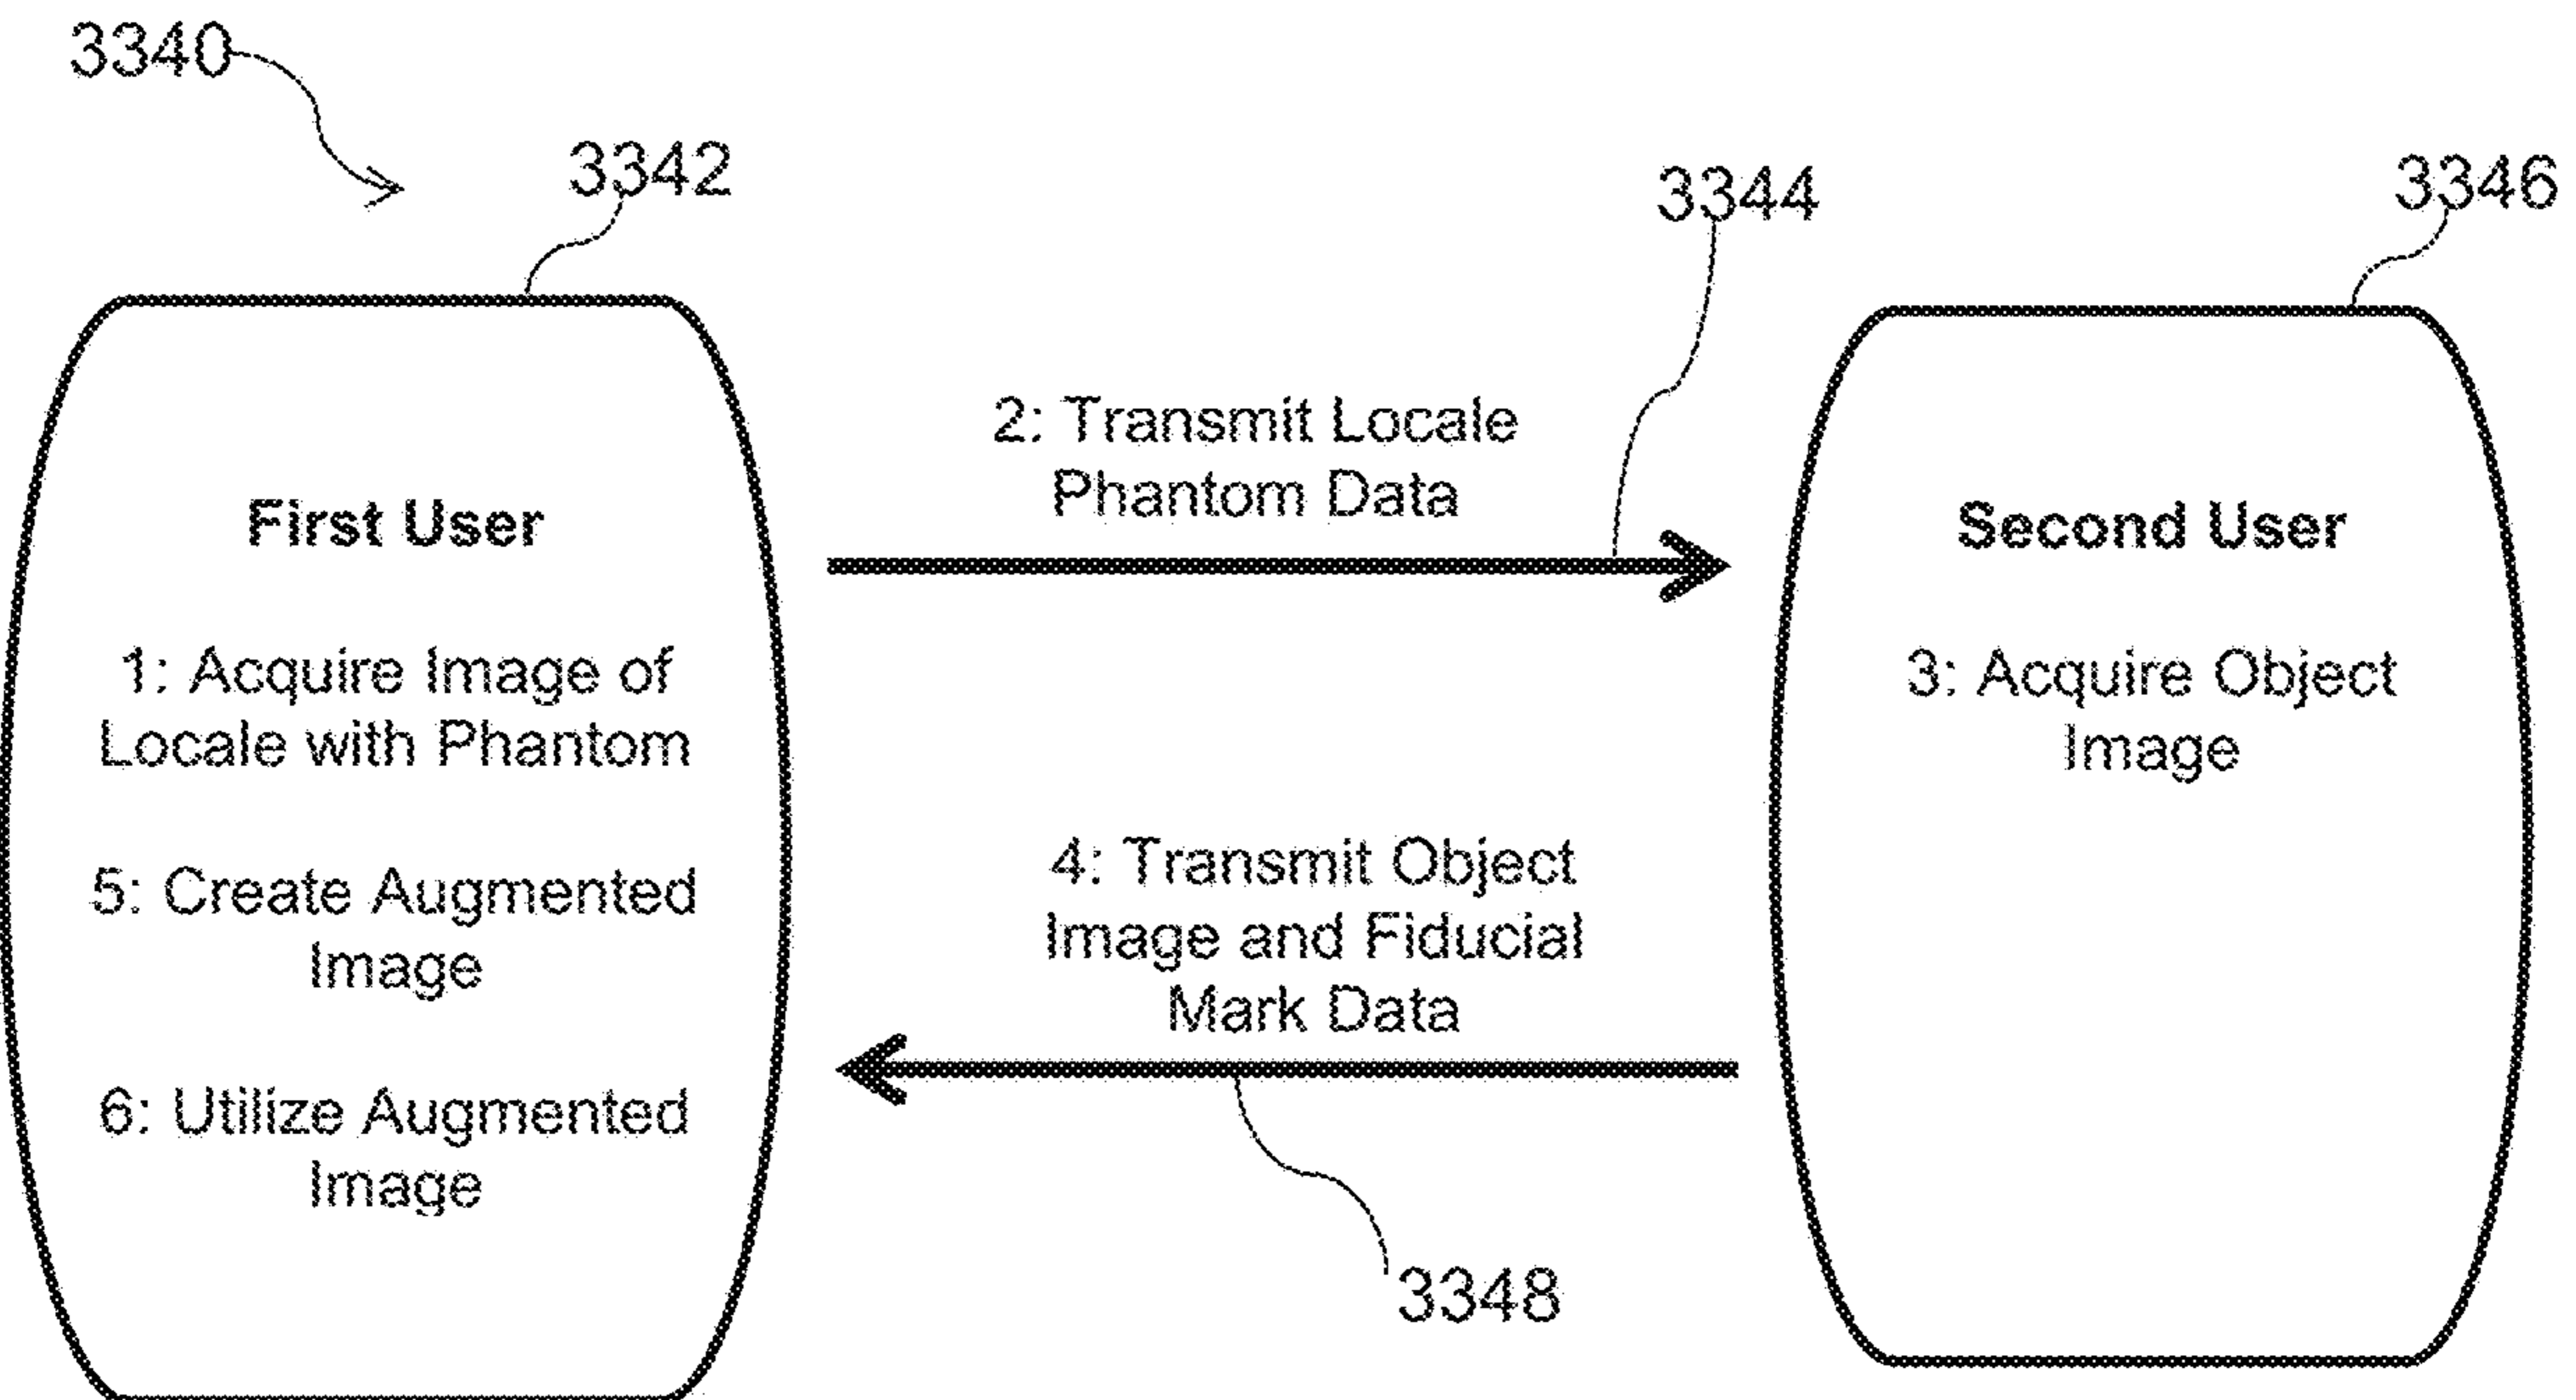 3340
3342
3344
3346
First User
1: Acquire Image of
Locale with Phantom
5: Create Augmented
Image
6: Utilize Augmented
Image
2: Transmit Locale
Phantom Data
4: Transmit Object
Image and Fiducial
Mark Data
3348
Second User
3: Acquire Object
Image